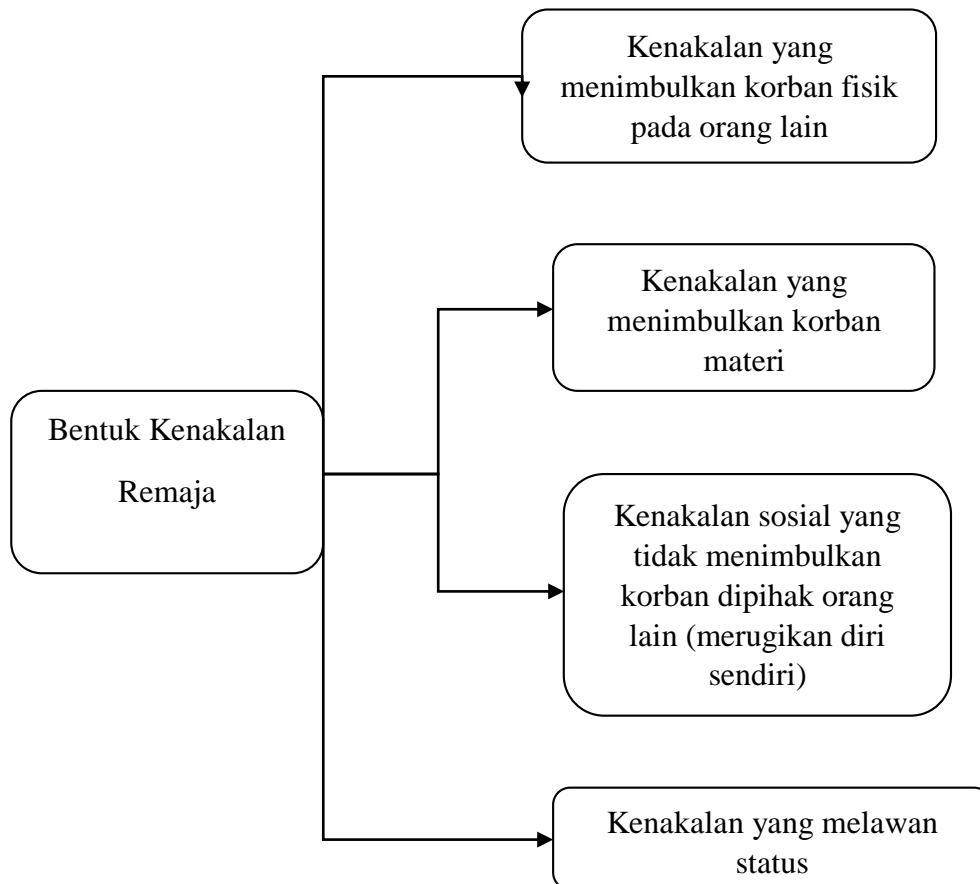 Kenakalan yang
menimbulkan korban fisik
pada orang lain
Kenakalan yang
menimbulkan korban
materi
Bentuk Kenakalan
Remaja
Kenakalan sosial yang
tidak menimbulkan
korban dipihak orang
lain (merugikan diri
sendiri)
Kenakalan yang melawan
status